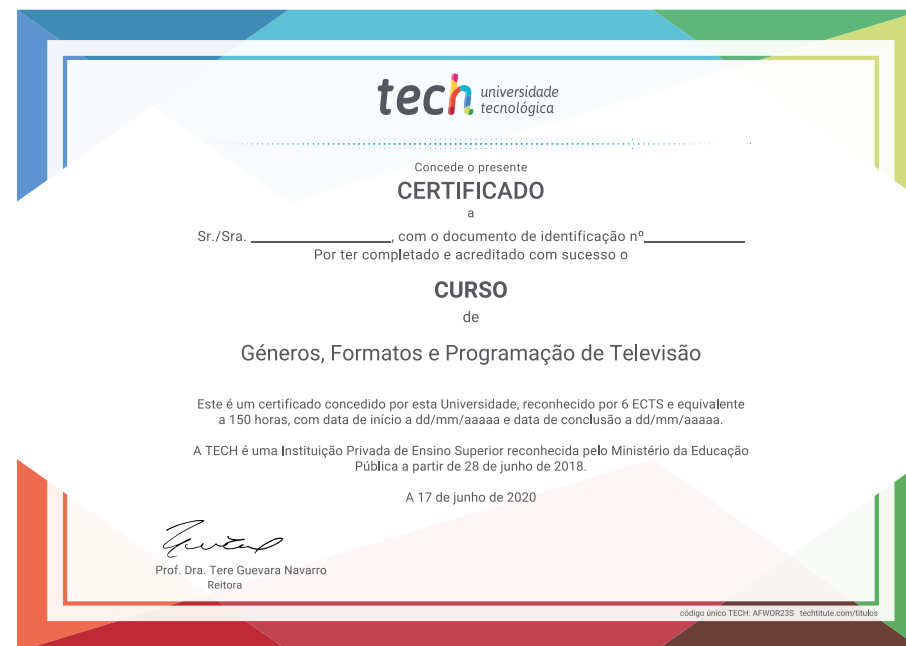 tech universidade
tecnológica
Concede o presente
CERTIFICADO
a
Sr./Sra. ____________________, com o documento de identificação nº______________
Por ter completado e acreditado com sucesso o
CURSO
de
Géneros, Formatos e Programação de Televisão
Este é um certificado concedido por esta Universidade, reconhecido por 6 ECTS e equivalente
a 150 horas, com data de início a dd/mm/aaaaa e data de conclusão a dd/mm/aaaaa.
A TECH é uma Instituição Privada de Ensino Superior reconhecida pelo Ministério da Educação
Pública a partir de 28 de junho de 2018.
A 17 de junho de 2020
Prof. Dra. Tere Guevara Navarro
Reitora
código único TECH: AFWOR23S techtitute.com/titulos